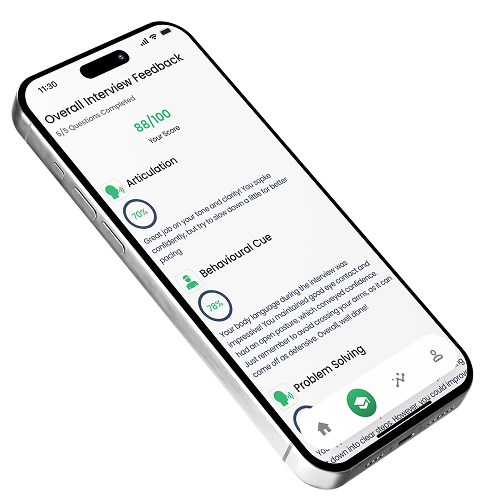 11:30
Overall Interview Feedback
5/5 Questions Completed
88/100
Your Score
Articulation
70%
Great job on your tone and clarity! You sopke
confidently, but try to slow down a little for better
pacing
Behavioural Cue
78%
Your body language during the interview was
impressive! You maintained good eye contact and
had an open posture, which conveyed confidence.
Just remember to avoid crossing your arms, as it can
come off as defensive. Overall, well done!
Problem Solving
down into clear steps. However, you could improve